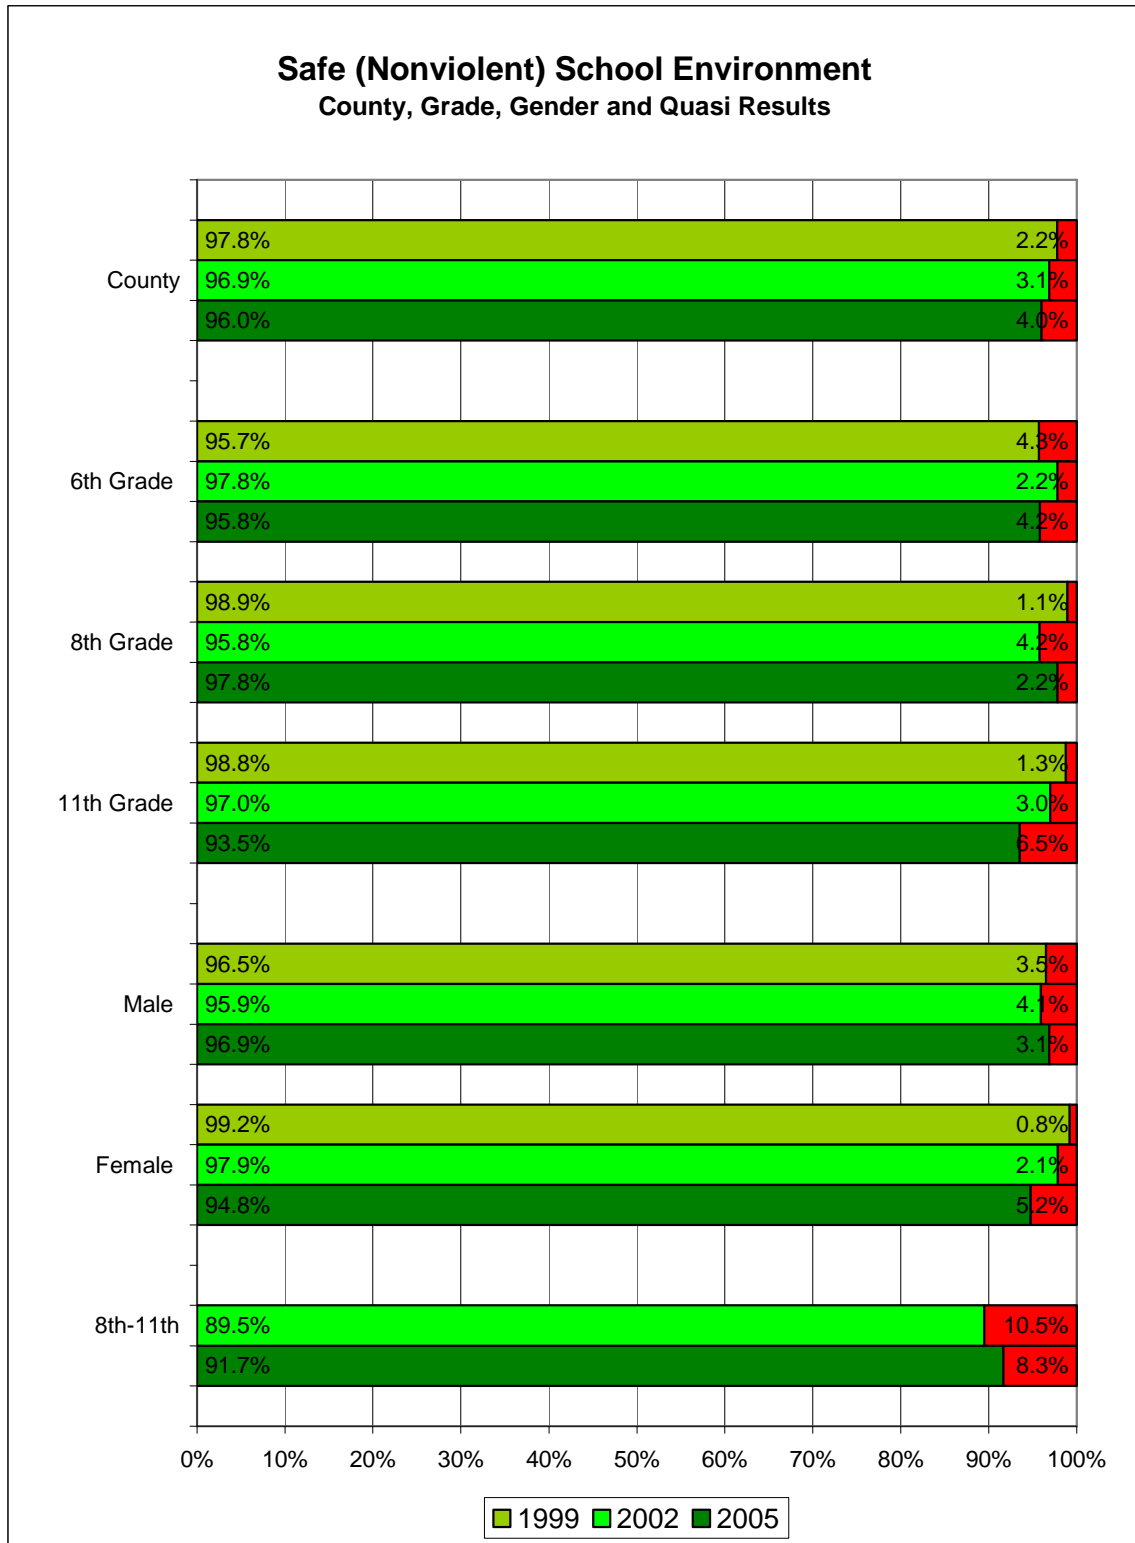 Safe (Nonviolent) School Environment
County, Grade, Gender and Quasi Results
97.8% 2.2%
County 96.9% 3.1%
96.0% 4.0%
95.7% 4.3%
6th Grade 97.8% 2.2%
95.8% 4.2%
98.9% 1.1%
8th Grade 95.8% 4.2%
97.8% 2.2%
98.8% 1.3%
11th Grade 97.0% 3.0%
93.5% 6.5%
96.5% 3.5%
Male 95.9% 4.1%
96.9% 3.1%
99.2% 0.8%
Female 97.9% 2.1%
94.8% 5.2%
8th-11th 89.5% 10.5%
91.7% 8.3%
0% 10% 20% 30% 40% 50% 60% 70% 80% 90% 100%
1999 2002 2005